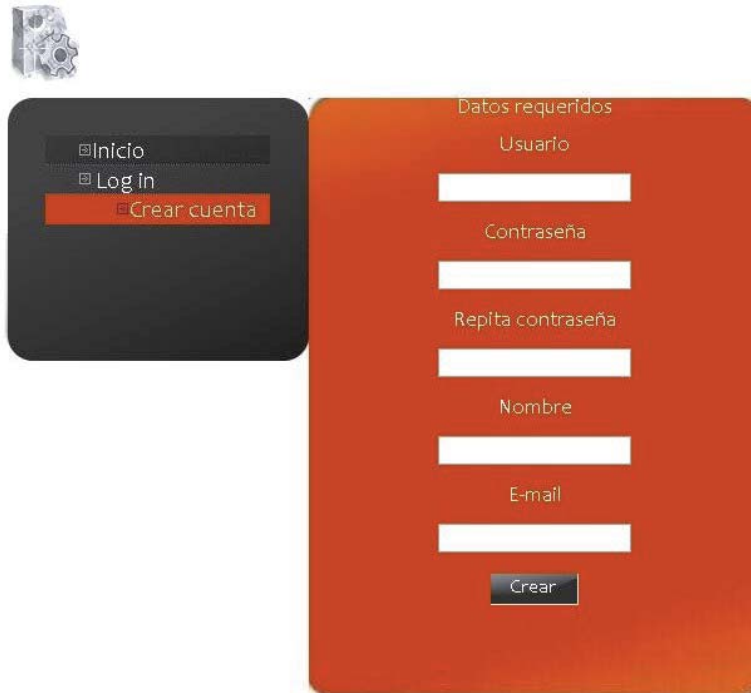 Inicio
Log in
Crear cuenta
Datos requeridos
Usuario
Contraseña
Repita contraseña
Nombre
E-mail
Crear